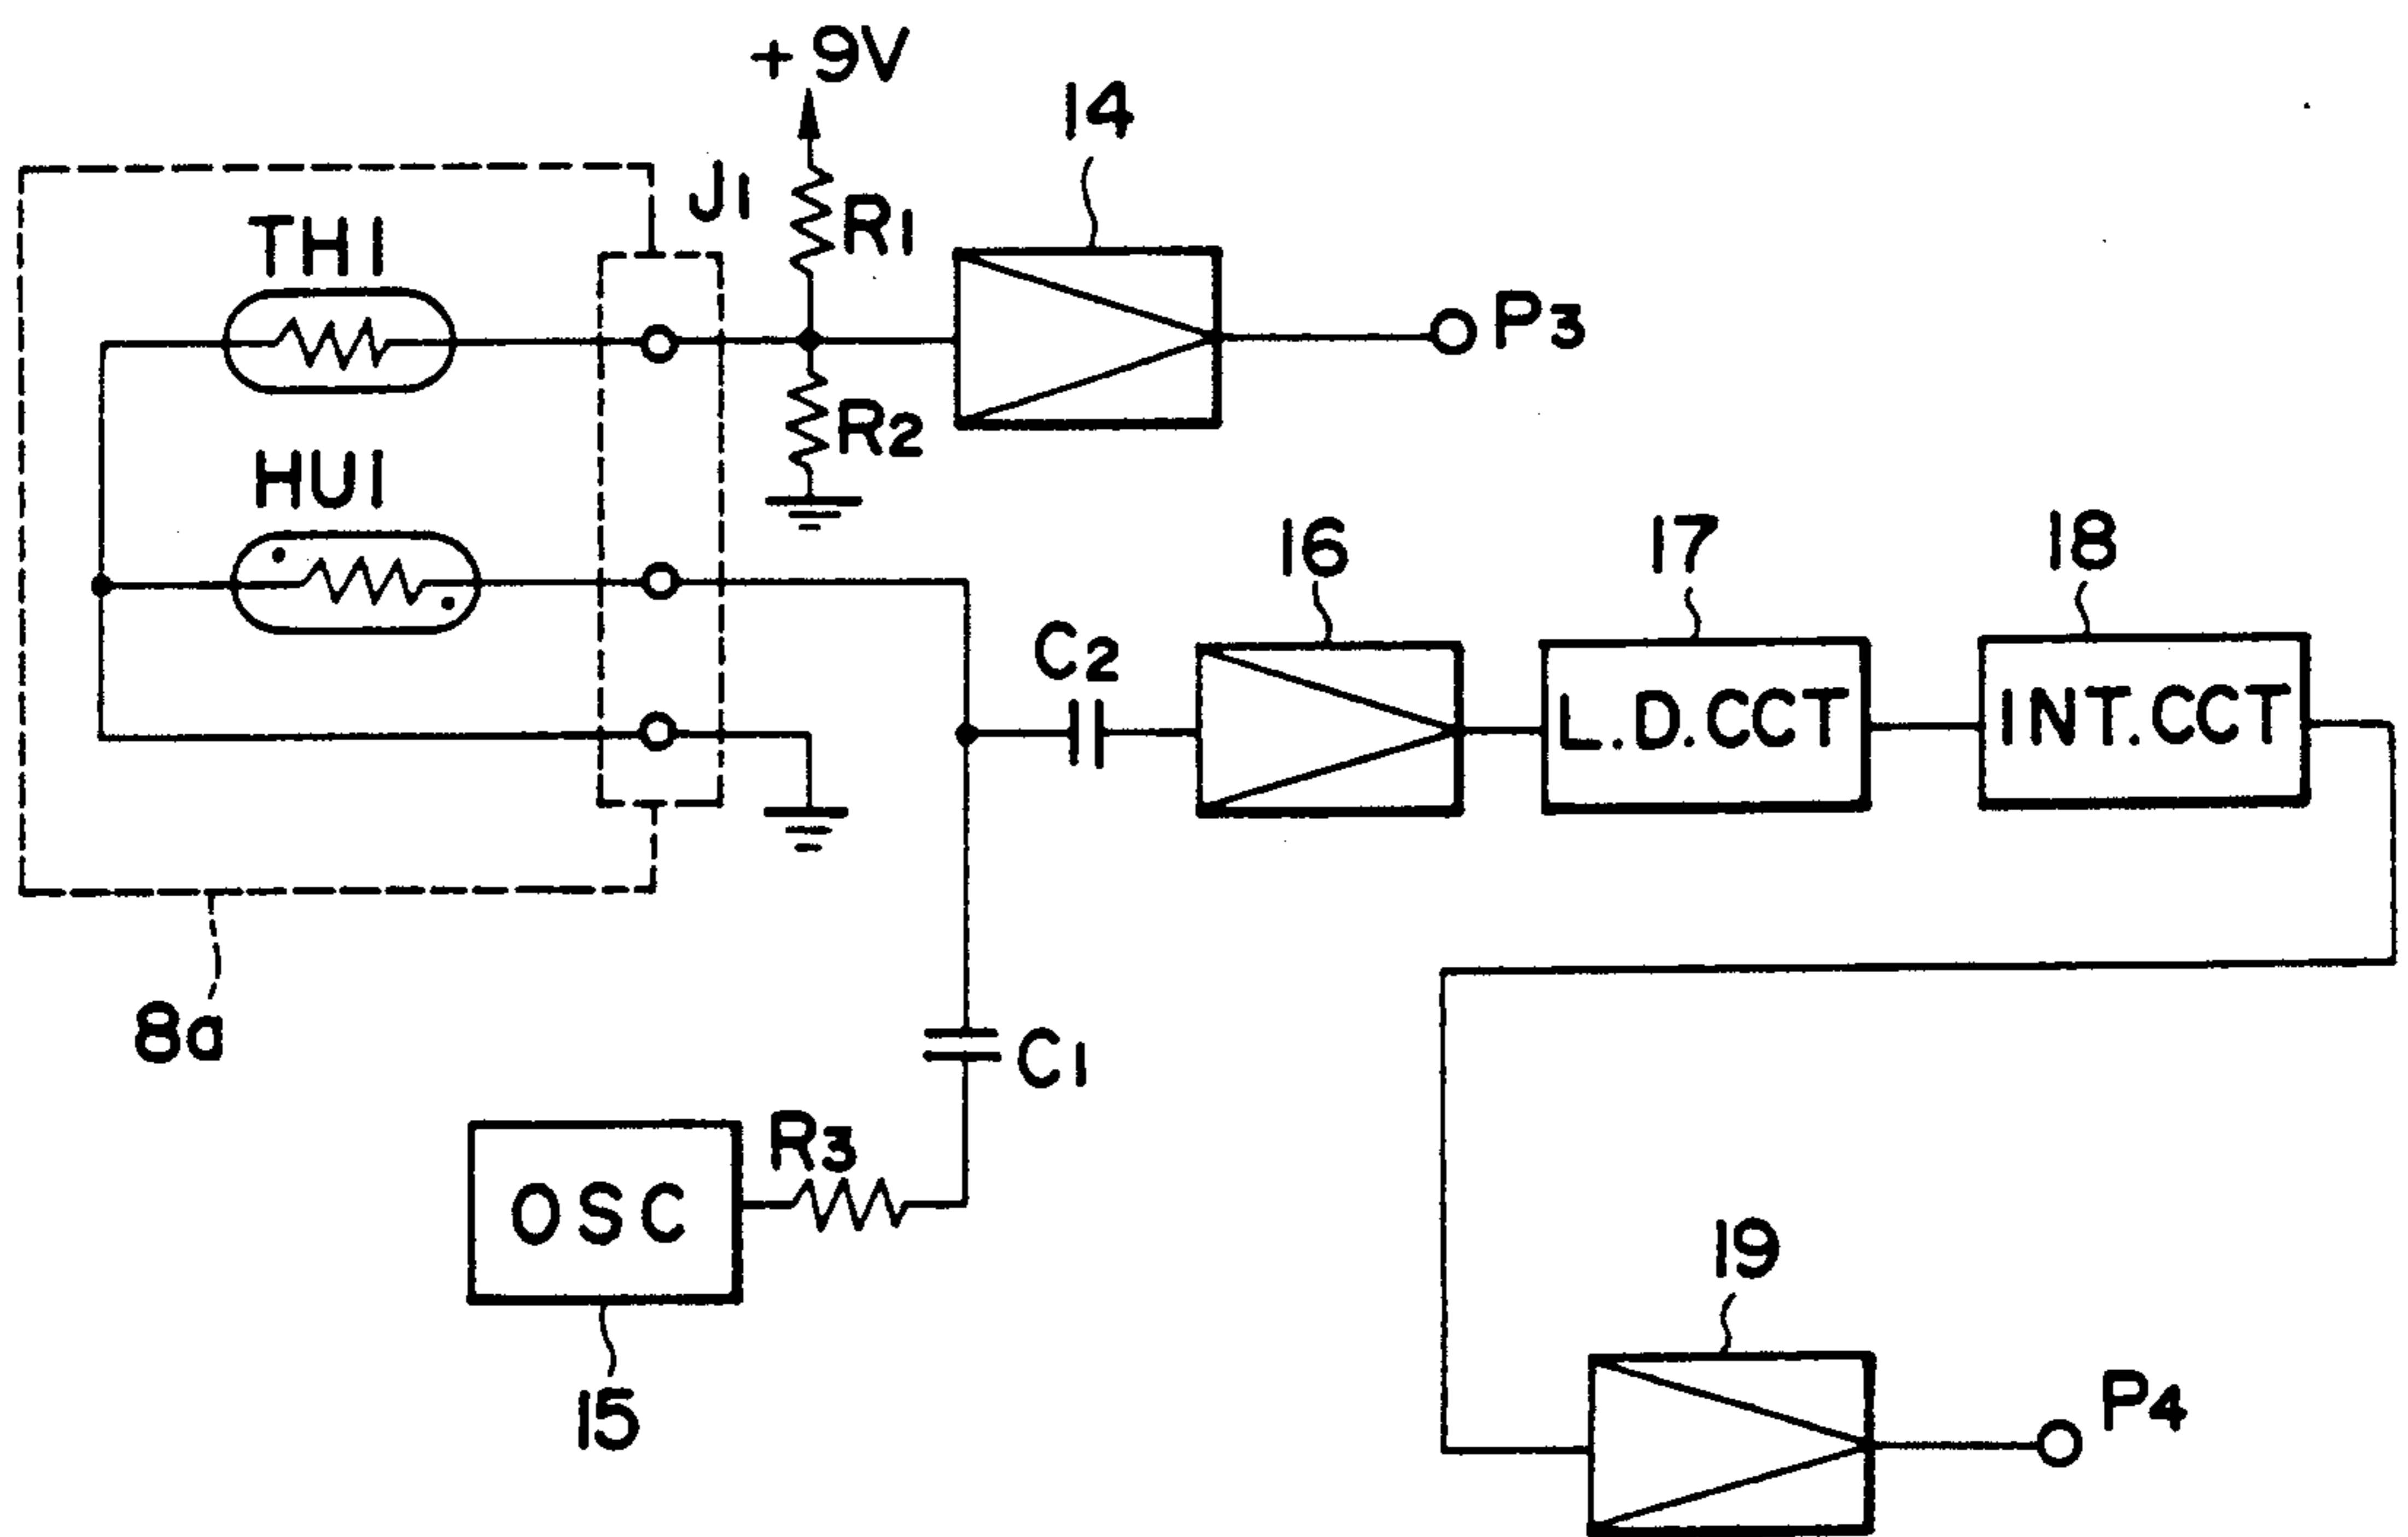 +9V
14
J1
TH1
R1
P3
R2
HU1
16
17
18
C2
L.D.CCT
INT.CCT
8a
C1
R3
OSC
19
15
P4